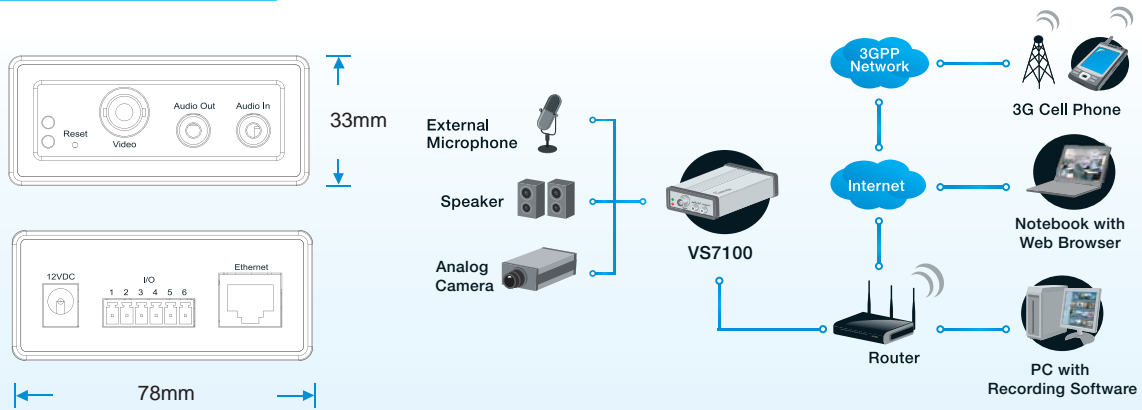 Reset
Video
Audio Out
Audio In
33mm
12VDC
I/O
1 2 3 4 5 6
Ethernet
78mm
External
Microphone
Speaker
Analog
Camera
VS7100
3GPP
Network
3G Cell Phone
Internet
Notebook with
Web Browser
Router
PC with
Recording Software